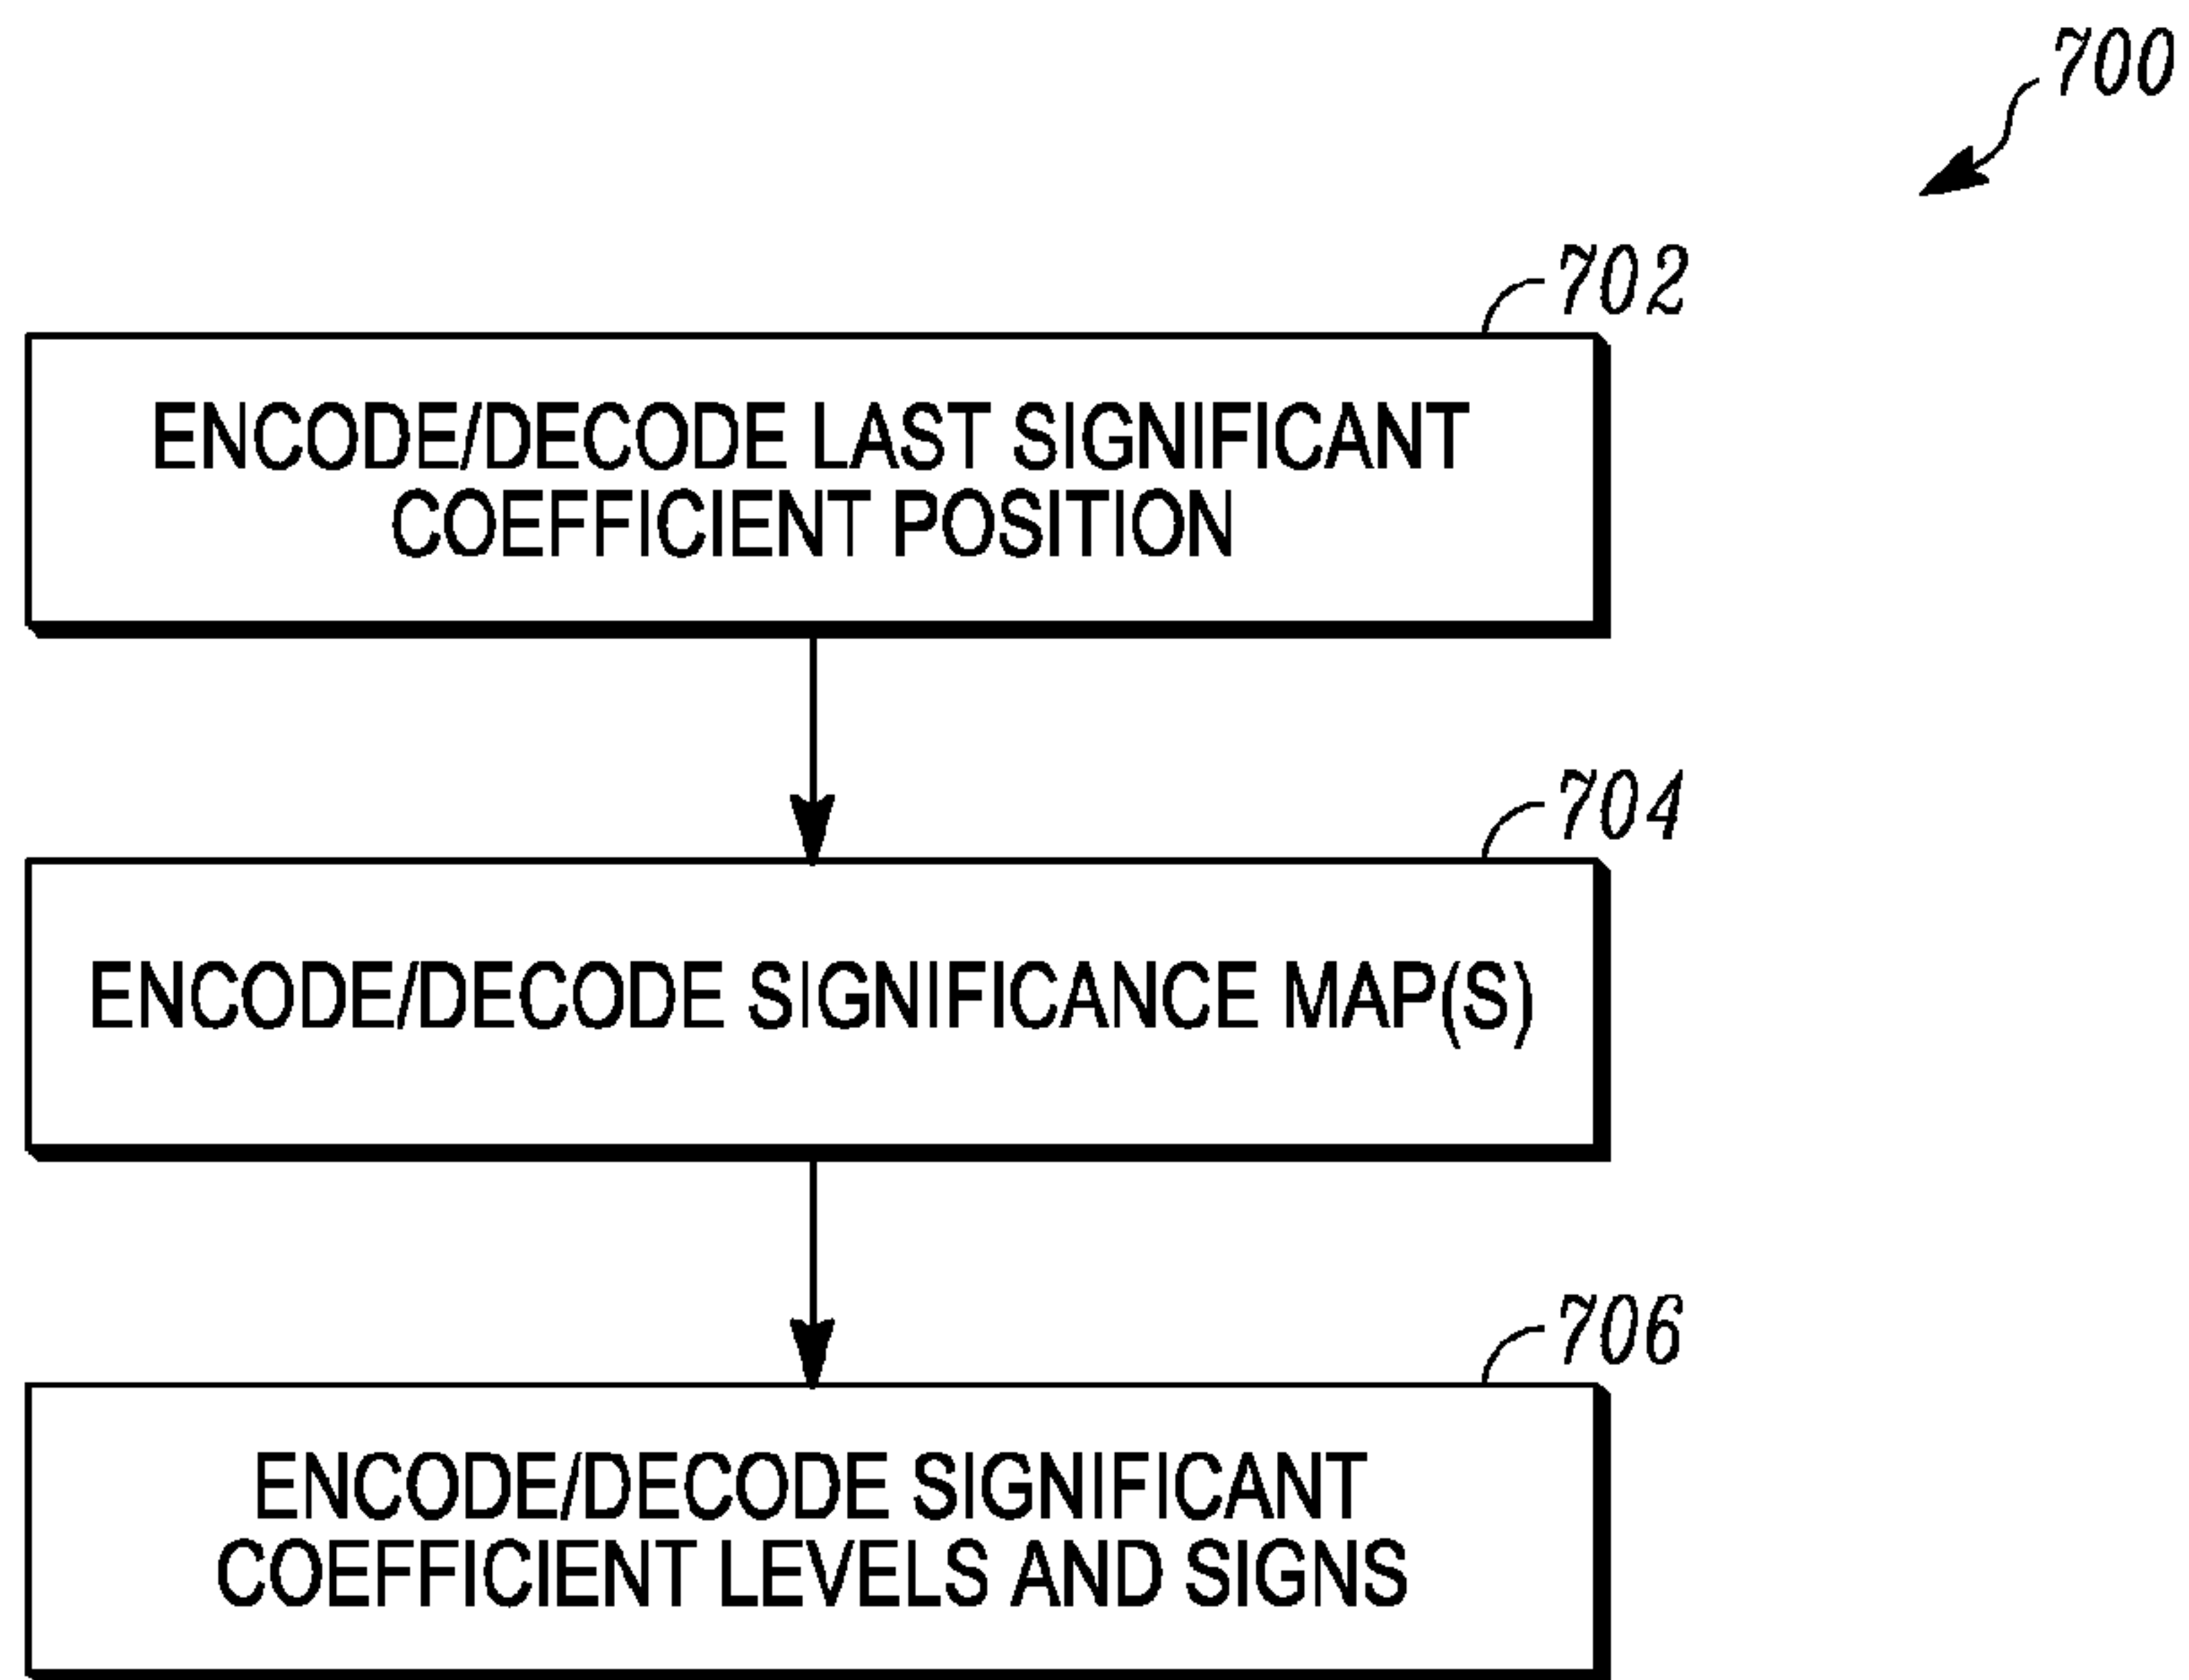 700
702
ENCODE/DECODE LAST SIGNIFICANT
COEFFICIENT POSITION
704
ENCODE/DECODE SIGNIFICANCE MAP(S)
706
ENCODE/DECODE SIGNIFICANT
COEFFICIENT LEVELS AND SIGNS